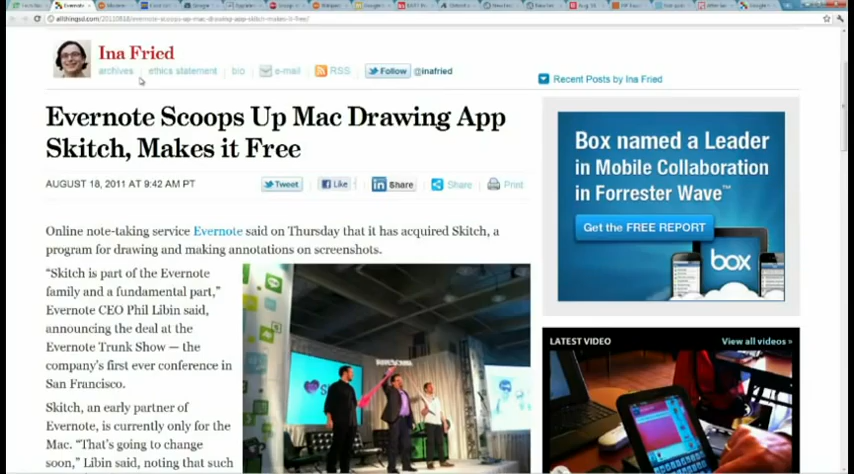 Evernote
allthingsd.com/20110818/evernote-scoops-up-mac-drawing-app-skitch-makes-it-free/
Ina Fried
archives | ethics statement | bio | e-mail | RSS Follow @inafried
Recent Posts by Ina Fried
Evernote Scoops Up Mac Drawing App
Skitch, Makes it Free
AUGUST 18, 2011 AT 9:42 AM PT
Tweet Like Share Share Print
Online note-taking service Evernote said on Thursday that it has acquired Skitch, a
program for drawing and making annotations on screenshots.
“Skitch is part of the Evernote
family and a fundamental part,”
Evernote CEO Phil Libin said,
announcing the deal at the
Evernote Trunk Show — the
company’s first ever conference in
San Francisco.
Skitch, an early partner of
Evernote, is currently only for the
Mac. “That’s going to change
soon,” Libin said, noting that such
Box named a Leader
in Mobile Collaboration
in Forrester Wave™
Get the FREE REPORT
box
LATEST VIDEO View all videos »